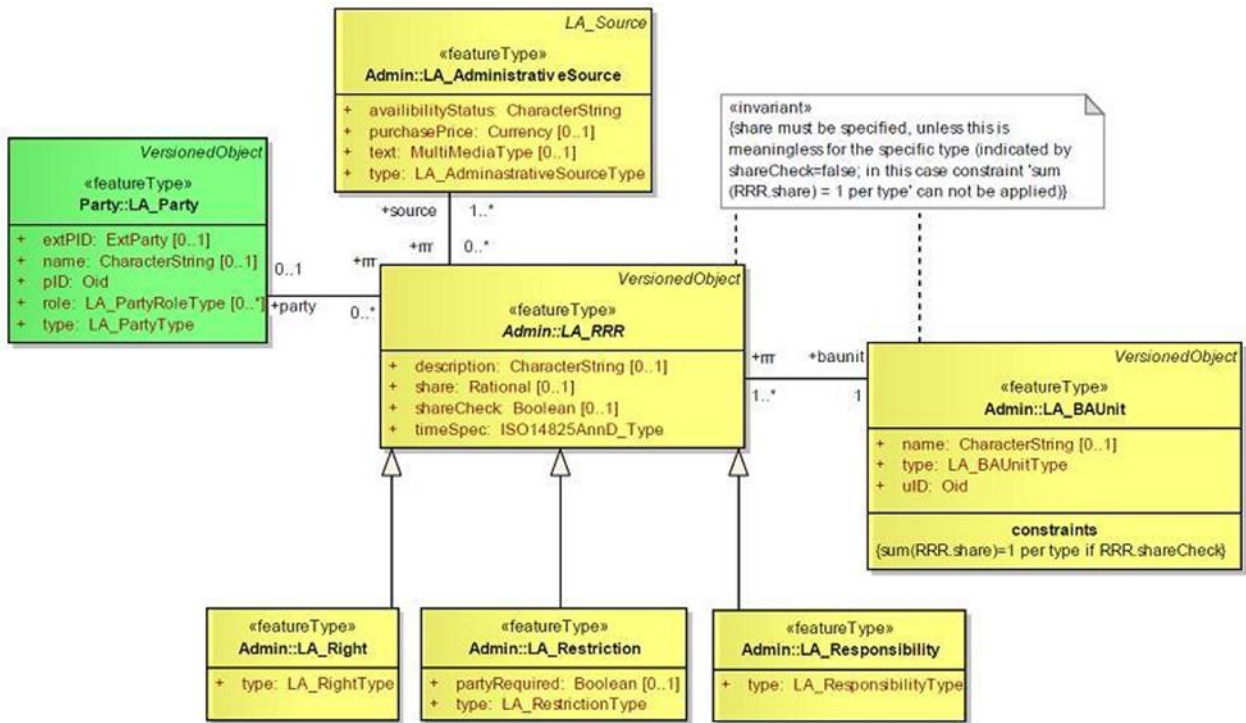 LA_Source
«featureType»
Admin::LA_AdministrativeSource
+ availibilityStatus: CharacterString
+ purchasePrice: Currency [0..1]
+ text: MultiMediaType [0..1]
+ type: LA_AdminastrativeSourceType
«invariant»
{share must be specified, unless this is
meaningless for the specific type (indicated by
shareCheck=false; in this case constraint 'sum
(RRR.share) = 1 per type' can not be applied)}
VersionedObject
«featureType»
Party::LA_Party
+ extPID: ExtParty [0..1]
+ name: CharacterString [0..1]
+ pID: Oid
+ role: LA_PartyRoleType [0..*]
+ type: LA_PartyType
+source 1..*
+rrr 0..*
0..1 +rrr
+party 0..*
VersionedObject
«featureType»
Admin::LA_RRR
+ description: CharacterString [0..1]
+ share: Rational [0..1]
+ shareCheck: Boolean [0..1]
+ timeSpec: ISO14825AnnD_Type
+rrr +baunit
1..* 1
VersionedObject
«featureType»
Admin::LA_BAUnit
+ name: CharacterString [0..1]
+ type: LA_BAUnitType
+ uID: Oid
constraints
{sum(RRR.share)=1 per type if RRR.shareCheck}
«featureType»
Admin::LA_Right
+ type: LA_RightType
«featureType»
Admin::LA_Restriction
+ partyRequired: Boolean [0..1]
+ type: LA_RestrictionType
«featureType»
Admin::LA_Responsibility
+ type: LA_ResponsibilityType